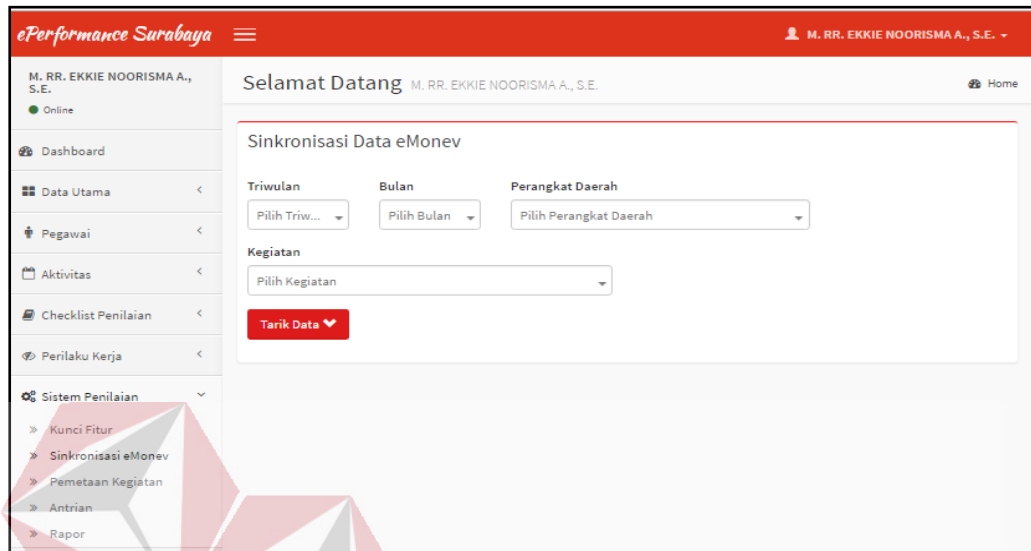 ePerformance Surabaya
M. RR. EKKIE NOORISMA A., S.E.
M. RR. EKKIE NOORISMA A.,
S.E.
Online
Dashboard
Data Utama
Pegawai
Aktivitas
Checklist Penilaian
Perilaku Kerja
Sistem Penilaian
Kunci Fitur
Sinkronisasi eMonev
Pemetaan Kegiatan
Antrian
Rapor
Selamat Datang M. RR. EKKIE NOORISMA A., S.E.
Home
Sinkronisasi Data eMonev
Triwulan Bulan Perangkat Daerah
Pilih Triw... Pilih Bulan Pilih Perangkat Daerah
Kegiatan
Pilih Kegiatan
Tarik Data